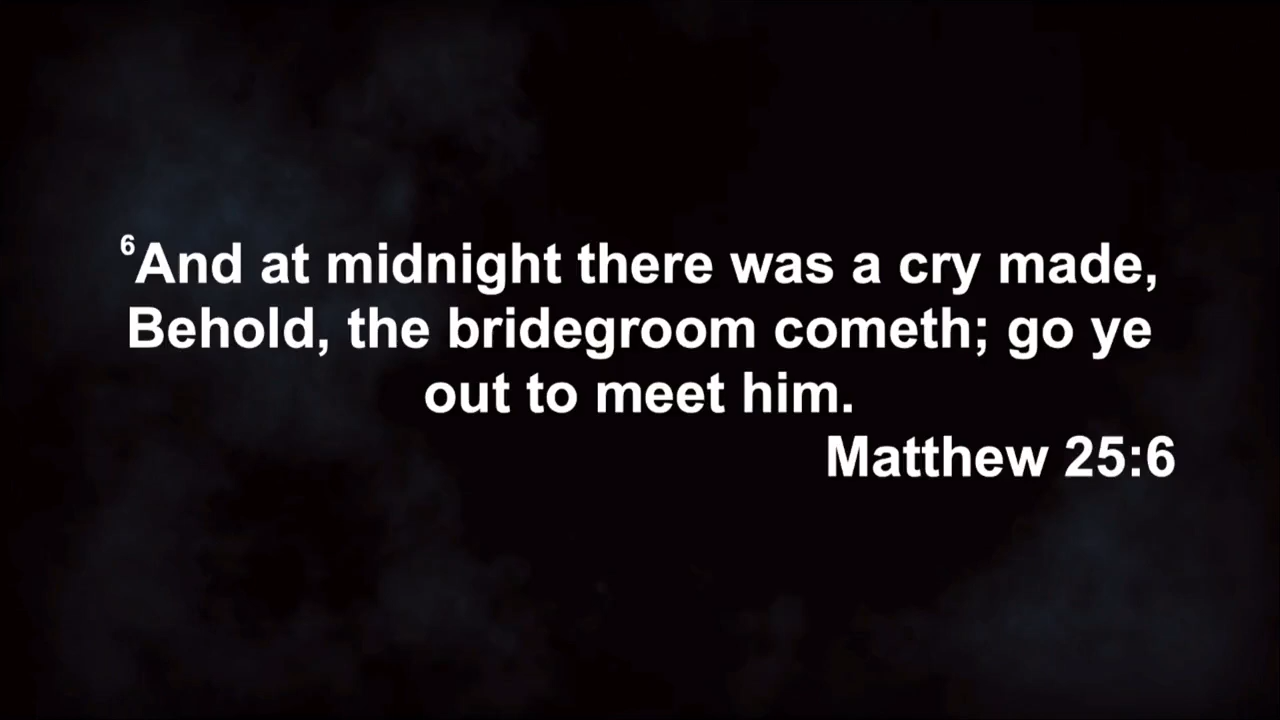 ⁶And at midnight there was a cry made,
Behold, the bridegroom cometh; go ye
out to meet him.
Matthew 25:6